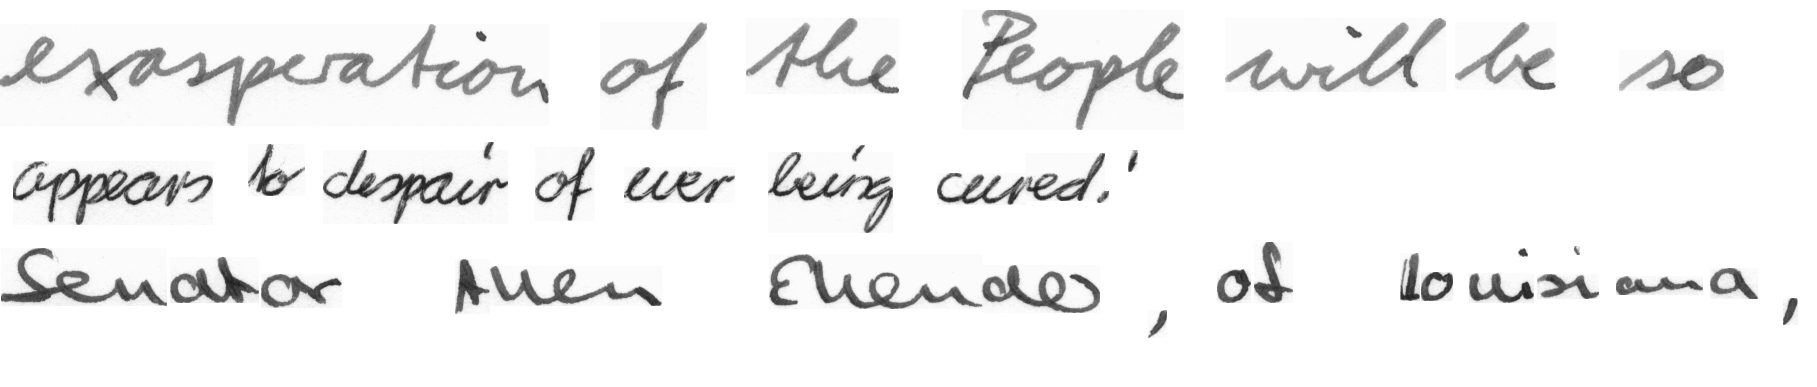 exasperation of the People will be so
appears to despair of ever being cured.'
Senator Allen Ellender, of Louisiana,